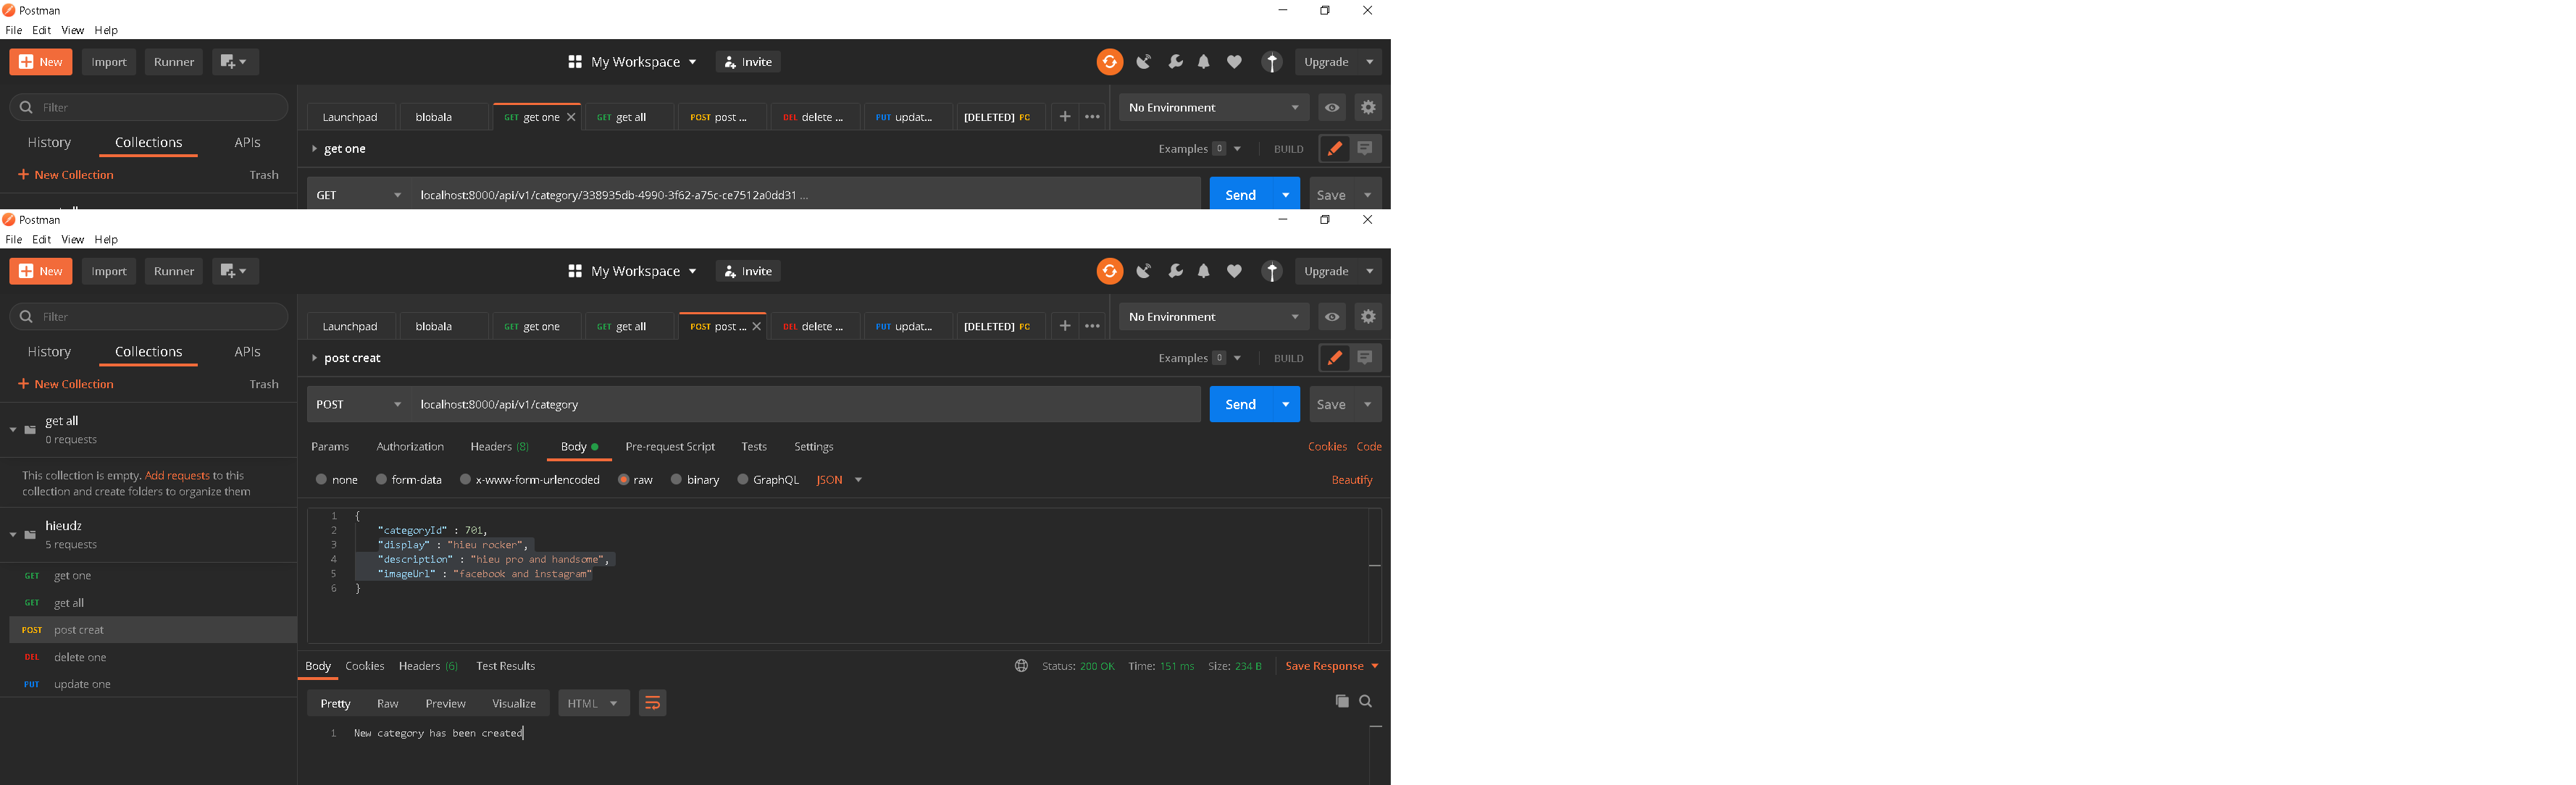 Postman
File Edit View Help
New Import Runner My Workspace Invite Upgrade
Filter
Launchpad blobala GET get one GET get all POST post ... DEL delete ... PUT updat... [DELETED] PC
No Environment
History Collections APIs
get one
Examples 0 BUILD
New Collection Trash
GET localhost:8000/api/v1/category/338935db-4990-3f62-a75c-ce7512a0dd31 ... Send Save
Postman
File Edit View Help
New Import Runner My Workspace Invite Upgrade
Filter
Launchpad blobala GET get one GET get all POST post ... DEL delete ... PUT updat... [DELETED] PC
No Environment
History Collections APIs
post creat
Examples 0 BUILD
New Collection Trash
POST localhost:8000/api/v1/category Send Save
get all
0 requests
This collection is empty. Add requests to this
collection and create folders to organize them
hieudz
5 requests
GET get one
GET get all
POST post creat
DEL delete one
PUT update one
Params Authorization Headers (8) Body Pre-request Script Tests Settings Cookies Code
none form-data x-www-form-urlencoded raw binary GraphQL JSON Beautify
1 {
2 "categoryId" : 701,
3 "display" : "hieu rocker",
4 "description" : "hieu pro and handsome",
5 "imageUrl" : "facebook and instagram"
6 }
Body Cookies Headers (6) Test Results Status: 200 OK Time: 151 ms Size: 234 B Save Response
Pretty Raw Preview Visualize HTML
1 New category has been created